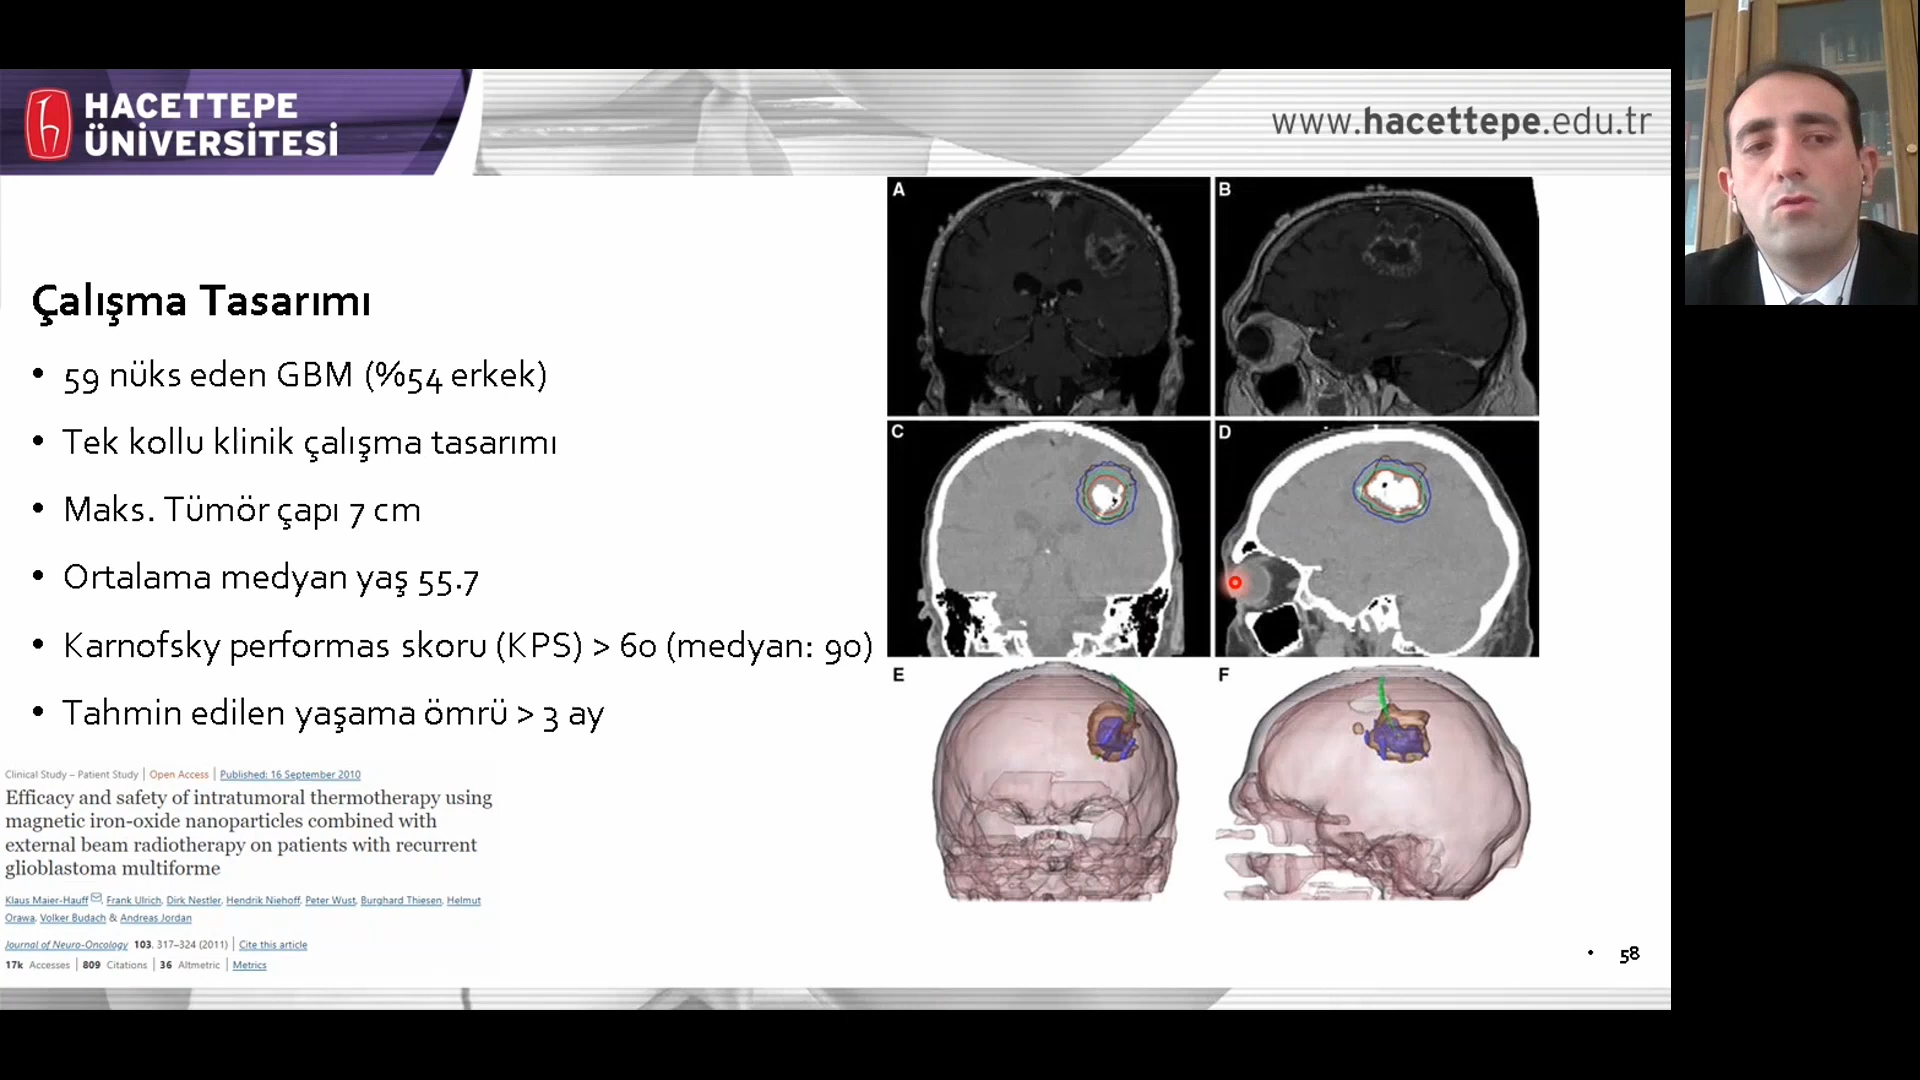 HACETTEPE
ÜNİVERSİTESİ
www.hacettepe.edu.tr
Çalışma Tasarımı
• 59 nüks eden GBM (%54 erkek)
• Tek kollu klinik çalışma tasarımı
• Maks. Tümör çapı 7 cm
• Ortalama medyan yaş 55.7
• Karnofsky performas skoru (KPS) > 60 (medyan: 90)
• Tahmin edilen yaşama ömrü > 3 ay
Clinical Study – Patient Study | Open Access | Published: 16 September 2010
Efficacy and safety of intratumoral thermotherapy using
magnetic iron-oxide nanoparticles combined with
external beam radiotherapy on patients with recurrent
glioblastoma multiforme
Klaus Maier-Hauff, Frank Ulrich, Dirk Nestler, Hendrik Niehoff, Peter Wust, Burghard Thiesen, Helmut
Orawa, Volker Budach & Andreas Jordan
Journal of Neuro-Oncology 103, 317–324 (2011) | Cite this article
17k Accesses | 809 Citations | 36 Altmetric | Metrics
A
B
C
D
E
F
• 58